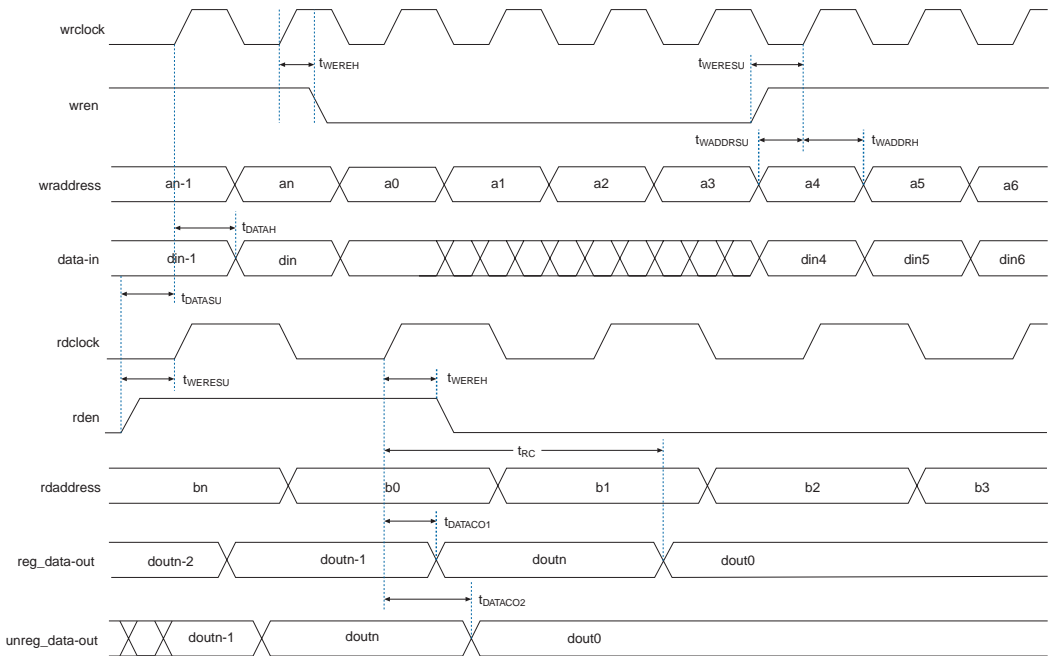 wrclock
tWEREH
tWERESU
wren
tWADDRSU
tWADDRH
wraddress an-1 an a0 a1 a2 a3 a4 a5 a6
tDATAH
data-in din-1 din din4 din5 din6
tDATASU
rdclock
tWERESU
tWEREH
rden
tRC
rdaddress bn b0 b1 b2 b3
tDATACO1
reg_data-out doutn-2 doutn-1 doutn dout0
tDATACO2
unreg_data-out doutn-1 doutn dout0